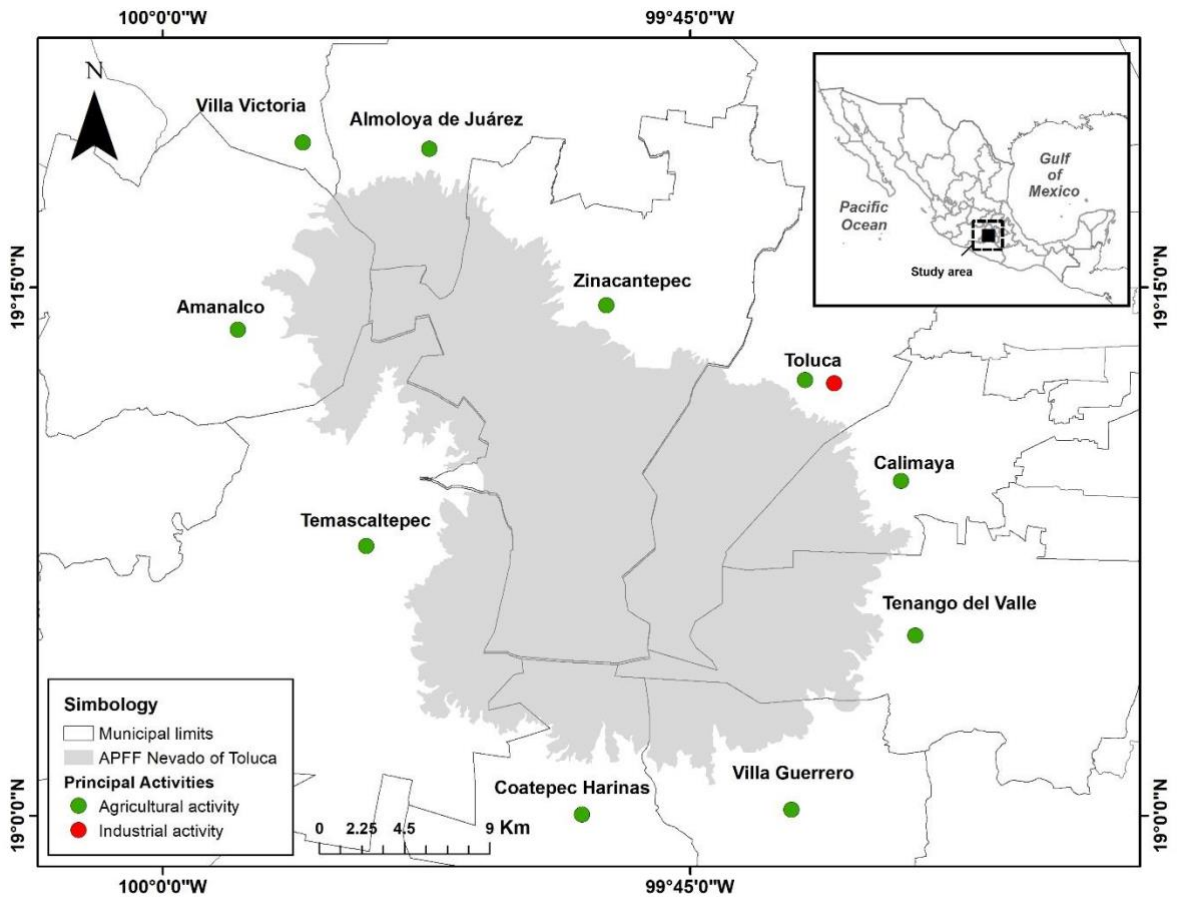 100°0'0"W
99°45'0"W
N
Villa Victoria
Almoloya de Juárez
Gulf
of
Mexico
Pacific
Ocean
Study area
19°15'0"N
19°15'0"N
Zinacantepec
Amanalco
Toluca
Calimaya
Temascaltepec
Tenango del Valle
Simbology
Municipal limits
APFF Nevado of Toluca
Principal Activities
Agricultural activity
Industrial activity
Villa Guerrero
Coatepec Harinas
0 2.25 4.5 9 Km
19°0'0"N
19°0'0"N
100°0'0"W
99°45'0"W